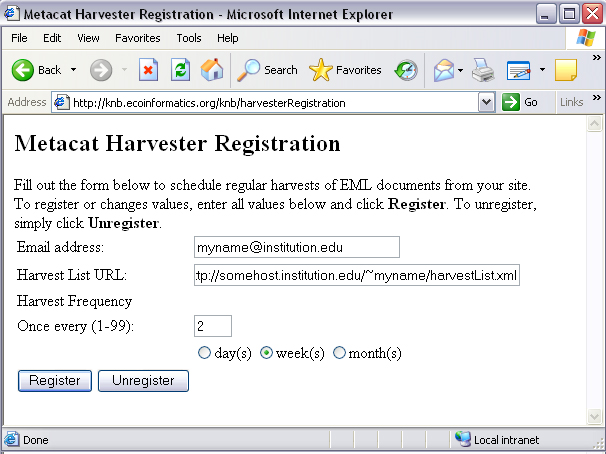 Metacat Harvester Registration - Microsoft Internet Explorer
File Edit View Favorites Tools Help
Back Search Favorites
Address http://knb.ecoinformatics.org/knb/harvesterRegistration Go Links »
Metacat Harvester Registration
Fill out the form below to schedule regular harvests of EML documents from your site.
To register or changes values, enter all values below and click Register. To unregister,
simply click Unregister.
Email address: myname@institution.edu
Harvest List URL: tp://somehost.institution.edu/~myname/harvestList.xml
Harvest Frequency
Once every (1-99): 2
day(s) week(s) month(s)
Register Unregister
Done Local intranet